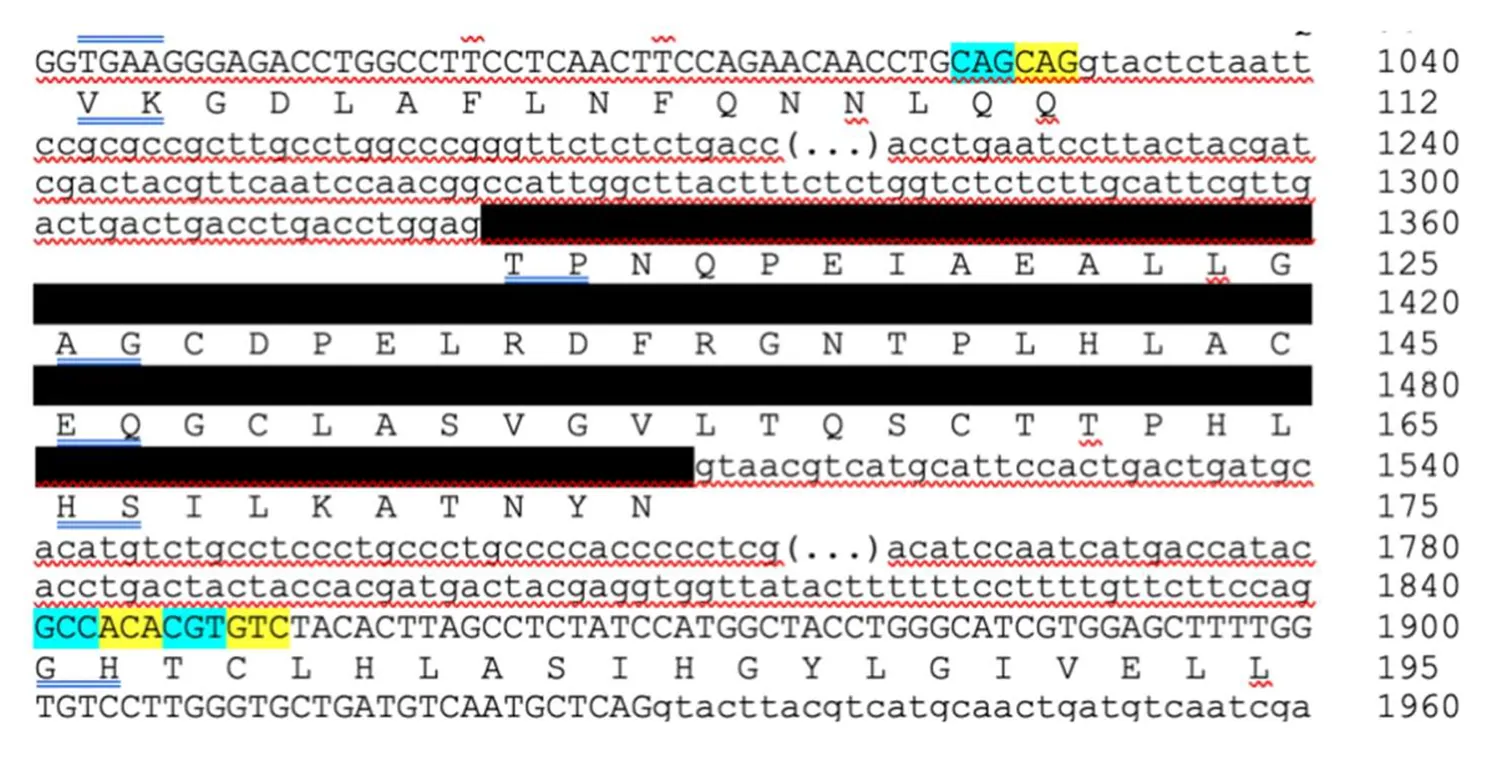 GGTGAAGGGAGACCTGGCCTTCCTCAACTTCCAGAACAACCTGCAGCAGgtactctaatt 1040
V K G D L A F L N F Q N N L Q Q 112
ccgcgccgcttgcctggcccgggttctctctgacc(...)acctgaatccttactacgat 1240
cgactacgttcaatccaacggccattggcttactttctctggtctctcttgcattcgttg 1300
actgactgacctgacctggag 1360
T P N Q P E I A E A L L G 125
1420
A G C D P E L R D F R G N T P L H L A C 145
1480
E Q G C L A S V G V L T Q S C T T P H L 165
gtaacgtcatgcattccactgactgatgc 1540
H S I L K A T N Y N 175
acatgtctgcctccctgccctgccccaccccctcg(...)acatccaatcatgaccatac 1780
acctgactactaccacgatgactacgaggtggttatacttttttccttttgttcttccag 1840
GCCACACGTGTCTACACTTAGCCTCTATCCATGGCTACCTGGGCATCGTGGAGCTTTTGG 1900
G H T C L H L A S I H G Y L G I V E L L 195
TGTCCTTGGGTGCTGATGTCAATGCTCAGgtacttacgtcatgcaactgatgtcaatcga 1960